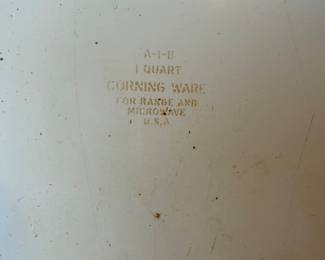 A-1-B
1 QUART
CORNING WARE
FOR RANGE AND
MICROWAVE
U.S.A